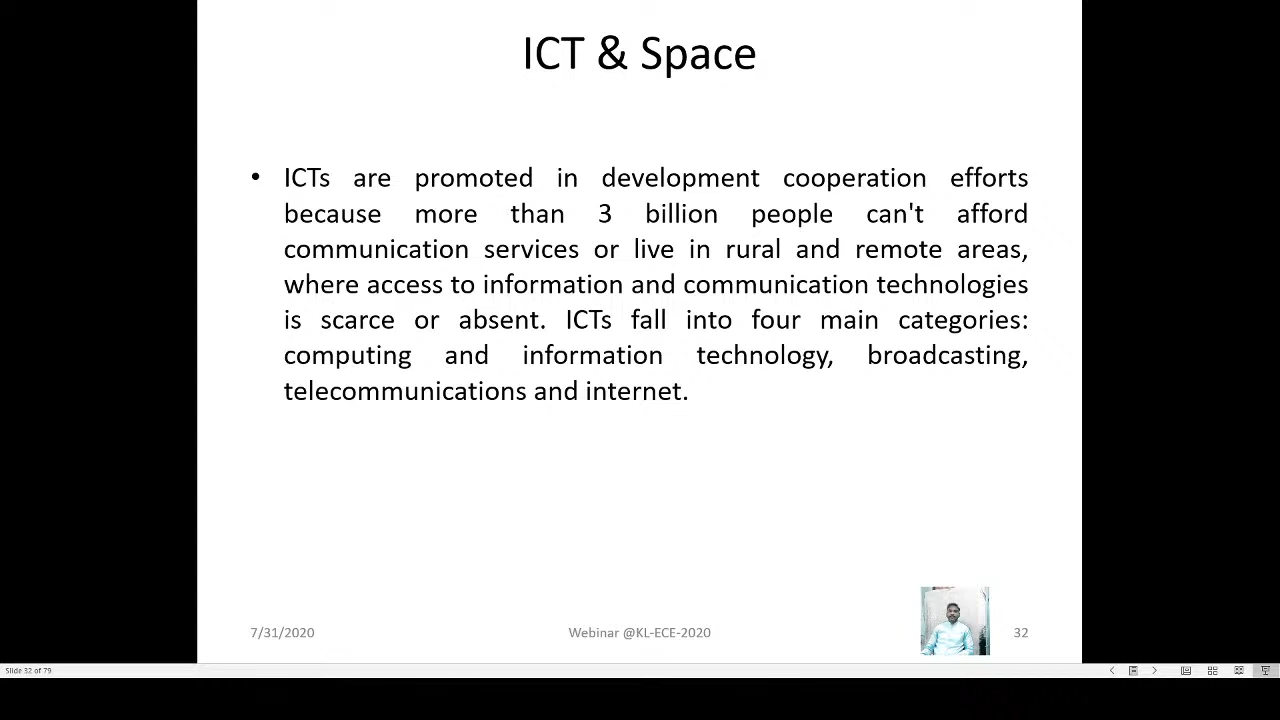 ICT & Space
• ICTs are promoted in development cooperation efforts
because more than 3 billion people can't afford
communication services or live in rural and remote areas,
where access to information and communication technologies
is scarce or absent. ICTs fall into four main categories:
computing and information technology, broadcasting,
telecommunications and internet.
7/31/2020
Webinar @KL-ECE-2020
32
Slide 32 of 79